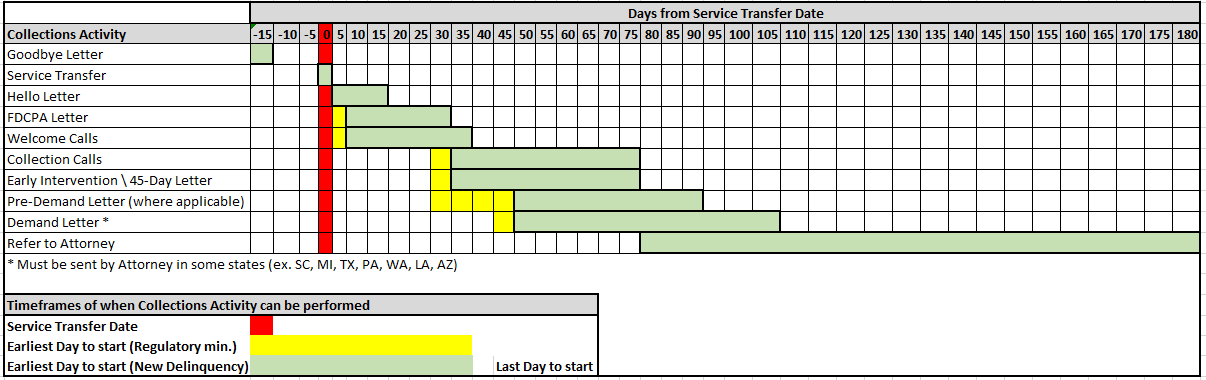 Days from Service Transfer Date
Collections Activity -15 -10 -5 0 5 10 15 20 25 30 35 40 45 50 55 60 65 70 75 80 85 90 95 100 105 110 115 120 125 130 135 140 145 150 155 160 165 170 175 180
Goodbye Letter
Service Transfer
Hello Letter
FDCPA Letter
Welcome Calls
Collection Calls
Early Intervention \ 45-Day Letter
Pre-Demand Letter (where applicable)
Demand Letter *
Refer to Attorney
* Must be sent by Attorney in some states (ex. SC, MI, TX, PA, WA, LA, AZ)
Timeframes of when Collections Activity can be performed
Service Transfer Date
Earliest Day to start (Regulatory min.)
Earliest Day to start (New Delinquency) Last Day to start